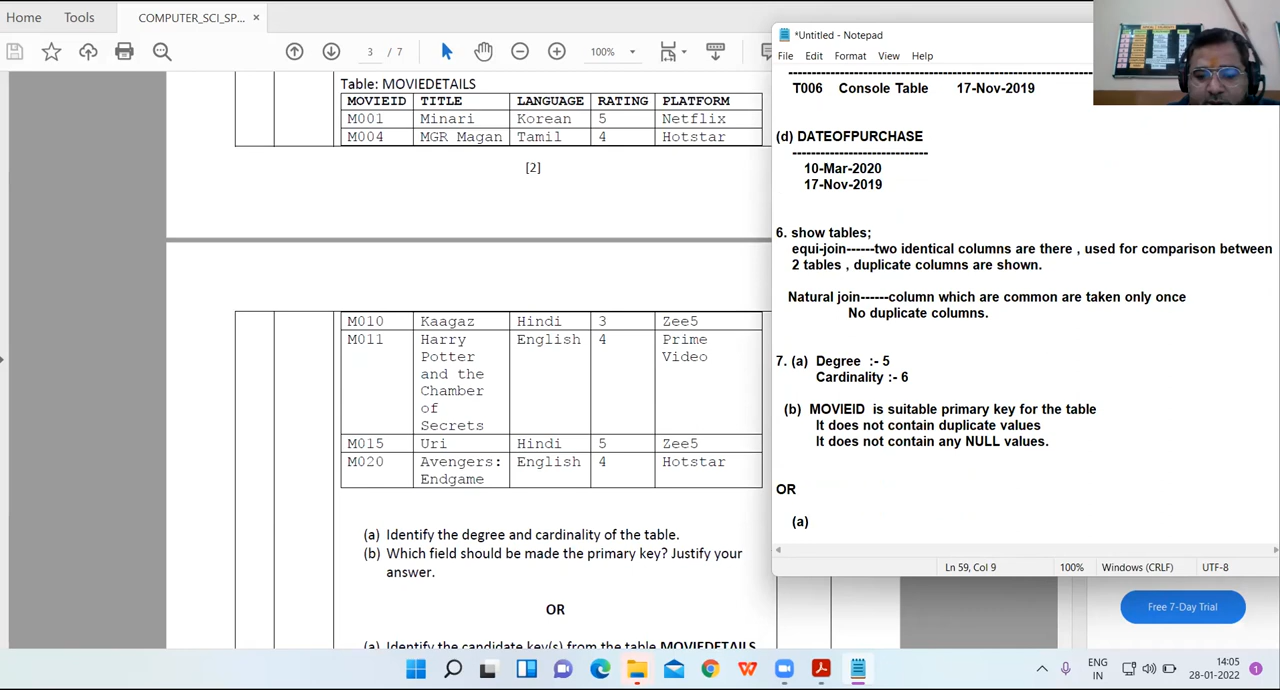 Home Tools COMPUTER_SCI_SP... ×
3 / 7 100%
Table: MOVIEDETAILS
MOVIEID TITLE LANGUAGE RATING PLATFORM
M001 Minari Korean 5 Netflix
M004 MGR Magan Tamil 4 Hotstar
[2]
M010 Kaagaz Hindi 3 Zee5
M011 Harry English 4 Prime
Potter Video
and the
Chamber
of
Secrets
M015 Uri Hindi 5 Zee5
M020 Avengers: English 4 Hotstar
Endgame
(a) Identify the degree and cardinality of the table.
(b) Which field should be made the primary key? Justify your
answer.
OR
(a) Identify the candidate key(s) from the table MOVIEDETAILS
*Untitled - Notepad
File Edit Format View Help
T006 Console Table 17-Nov-2019
(d) DATEOFPURCHASE
-----------------------------
10-Mar-2020
17-Nov-2019
6. show tables;
equi-join------two identical columns are there , used for comparison between
2 tables , duplicate columns are shown.
Natural join------column which are common are taken only once
No duplicate columns.
7. (a) Degree :- 5
Cardinality :- 6
(b) MOVIEID is suitable primary key for the table
It does not contain duplicate values
It does not contain any NULL values.
OR
(a)
Ln 59, Col 9 100% Windows (CRLF) UTF-8
Free 7-Day Trial
ENG
IN
14:05
28-01-2022
1